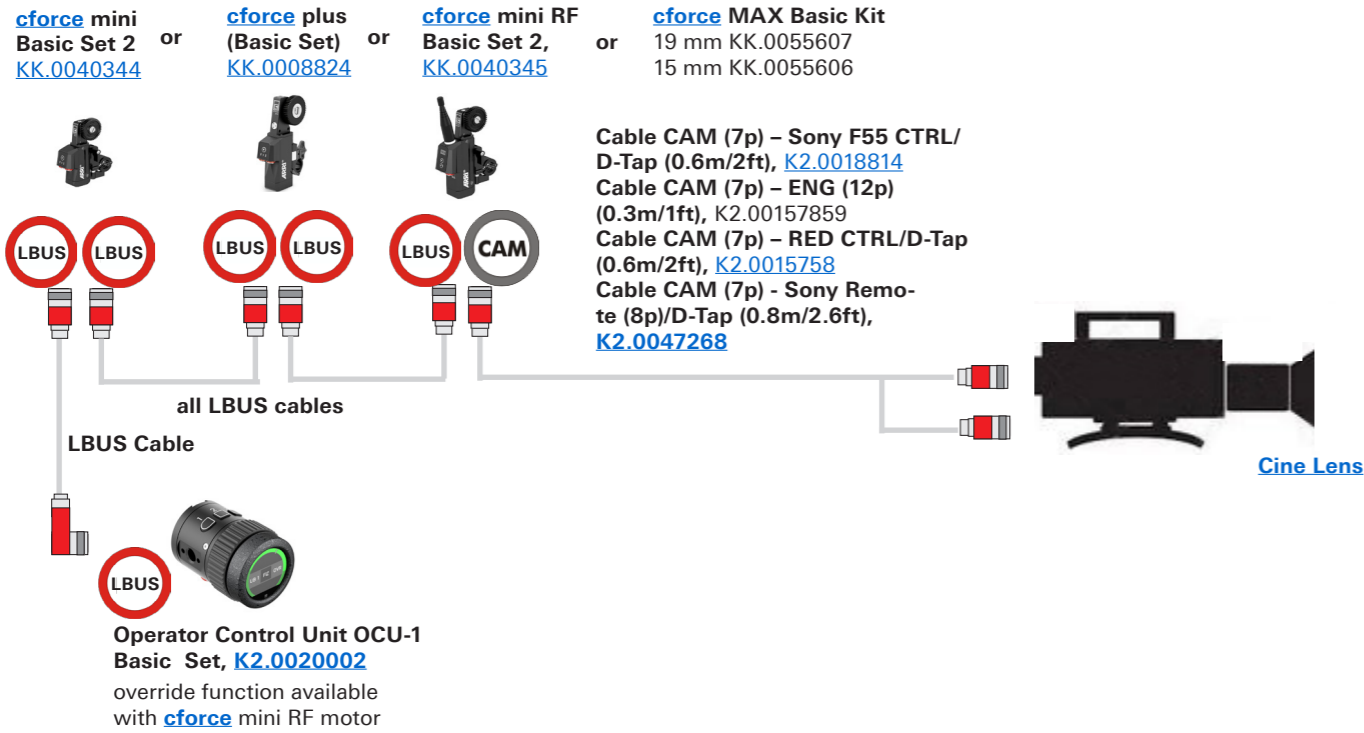 cforce mini
Basic Set 2
KK.0040344
or
cforce plus
(Basic Set)
KK.0008824
or
cforce mini RF
Basic Set 2,
KK.0040345
or
cforce MAX Basic Kit
19 mm KK.0055607
15 mm KK.0055606
Cable CAM (7p) – Sony F55 CTRL/
D-Tap (0.6m/2ft), K2.0018814
Cable CAM (7p) – ENG (12p)
(0.3m/1ft), K2.00157859
Cable CAM (7p) – RED CTRL/D-Tap
(0.6m/2ft), K2.0015758
Cable CAM (7p) - Sony Remo-
te (8p)/D-Tap (0.8m/2.6ft),
K2.0047268
LBUS
LBUS
LBUS
LBUS
LBUS
CAM
all LBUS cables
LBUS Cable
Cine Lens
LBUS
Operator Control Unit OCU-1
Basic Set, K2.0020002
override function available
with cforce mini RF motor